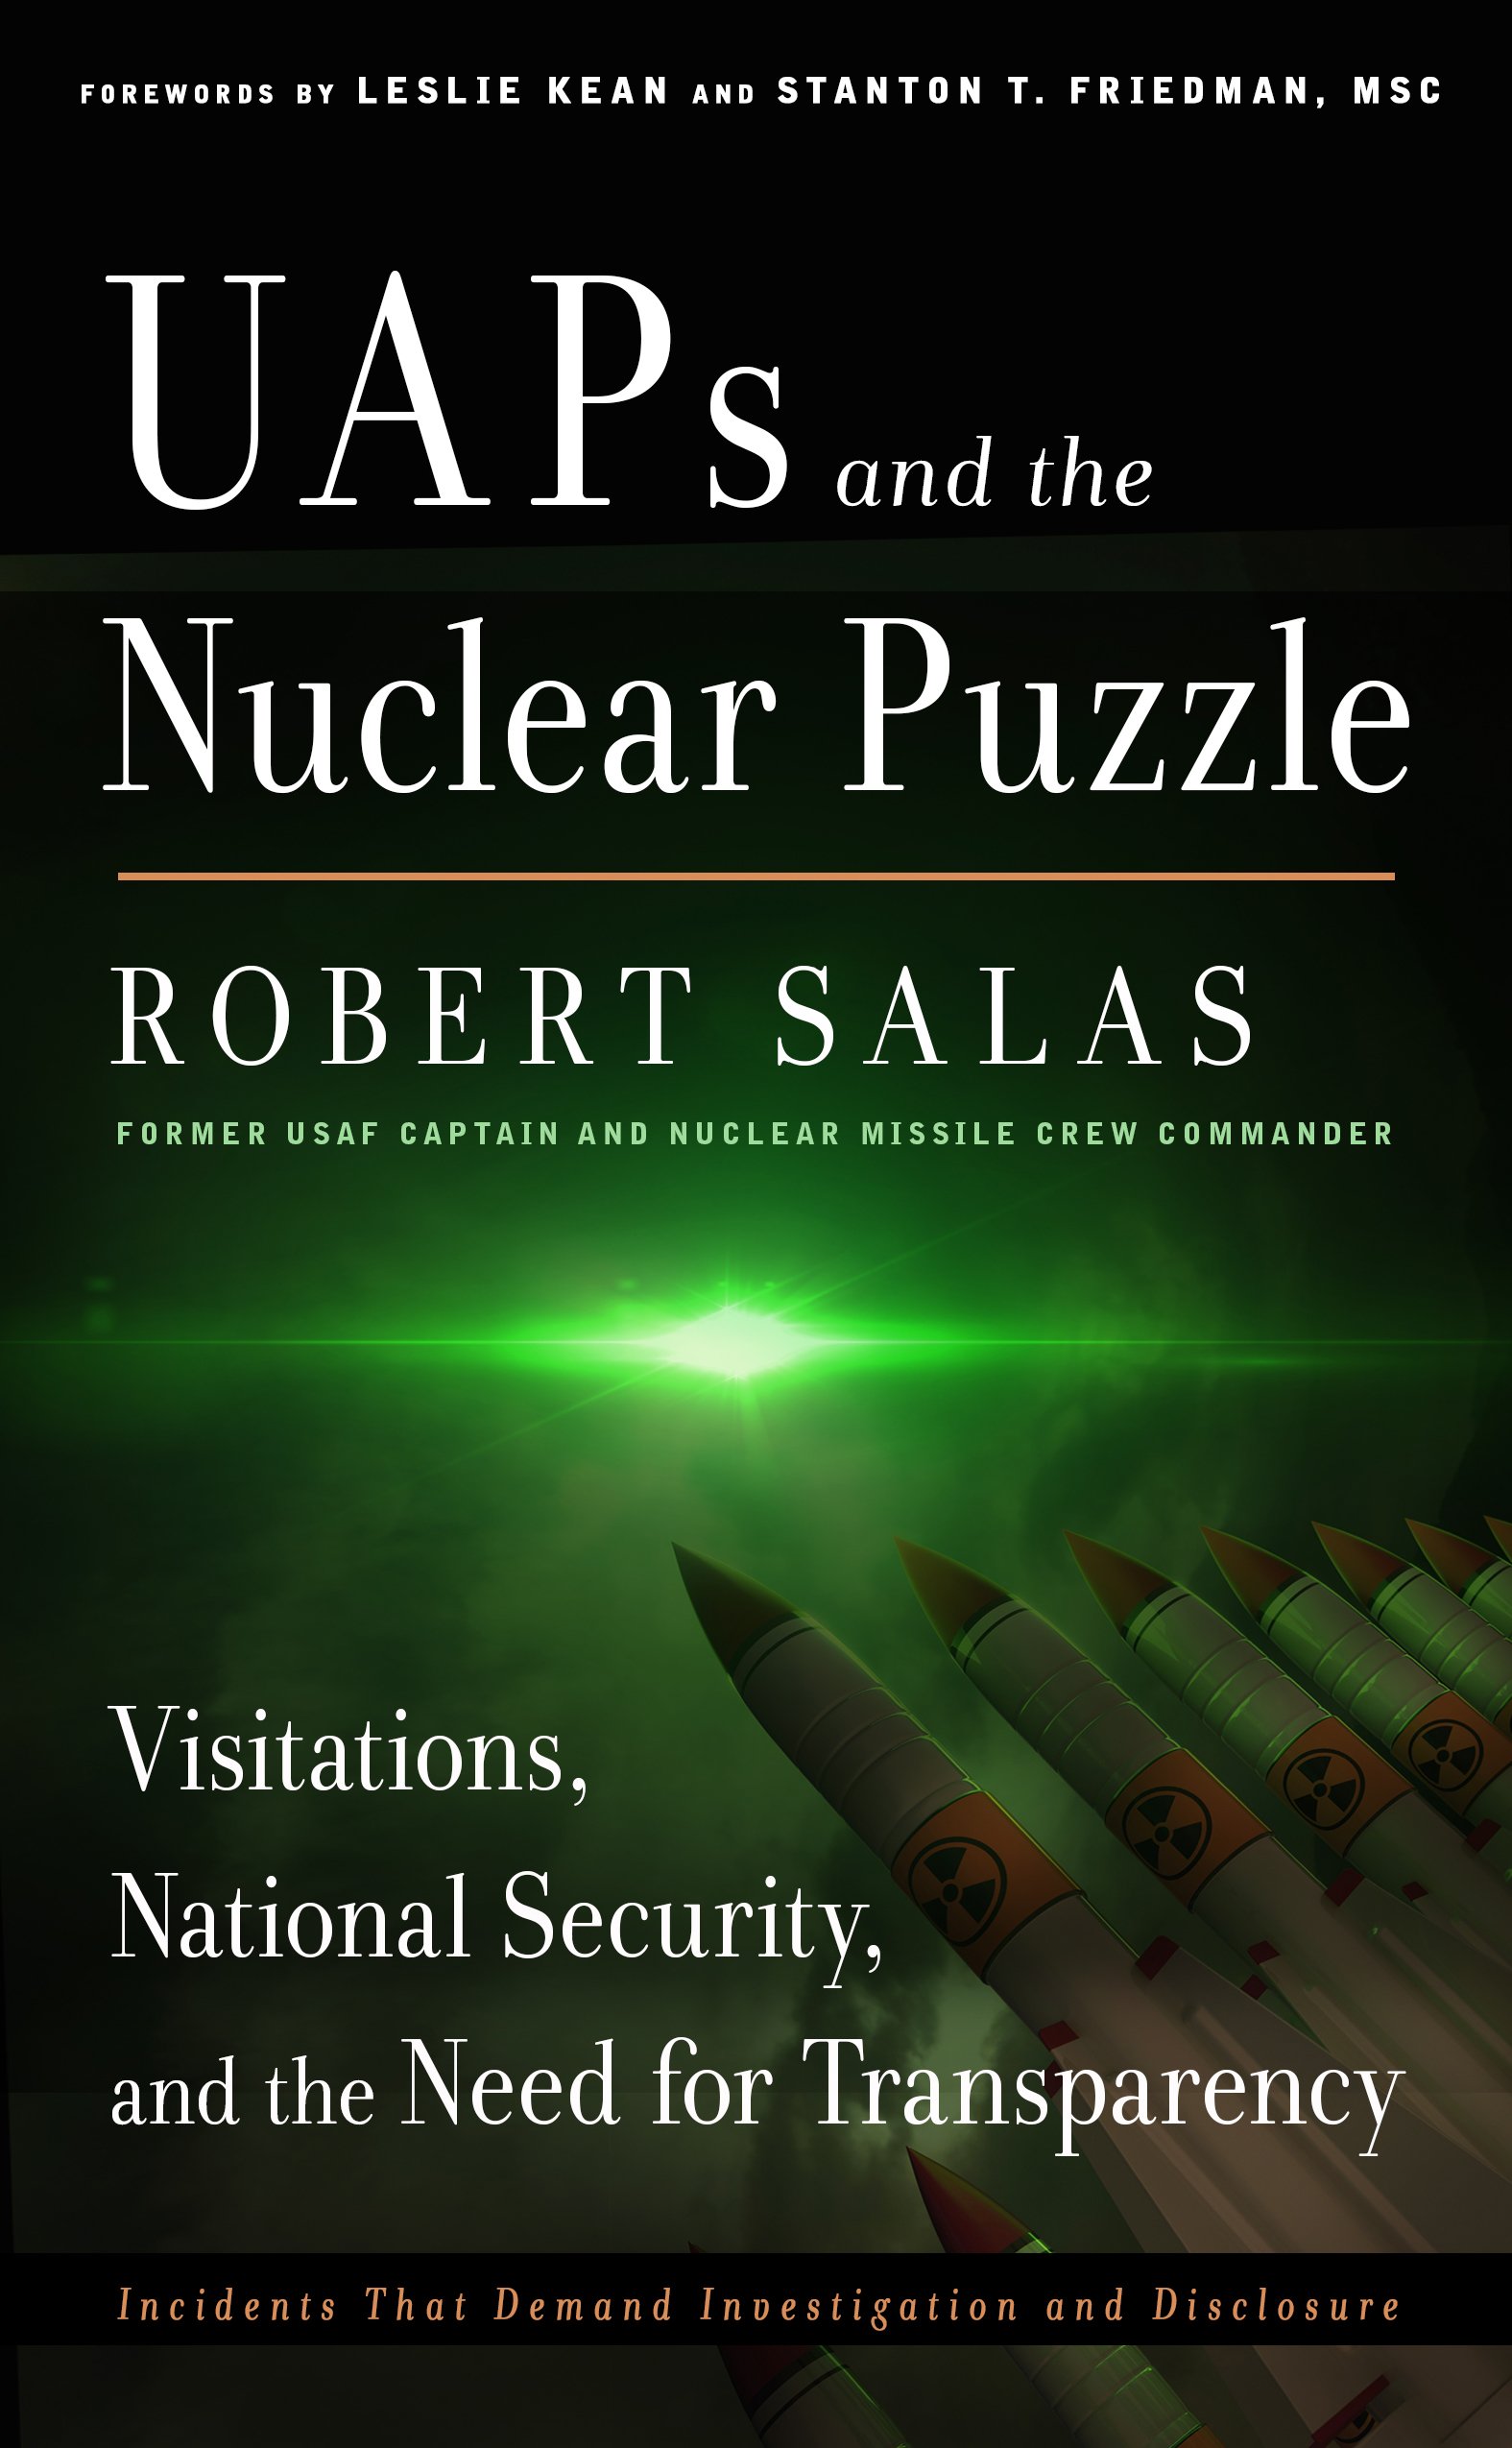 FOREWORDS BY LESLIE KEAN AND STANTON T. FRIEDMAN, MSC
UAPs and the
Nuclear Puzzle
ROBERT SALAS
FORMER USAF CAPTAIN AND NUCLEAR MISSILE CREW COMMANDER
Visitations,
National Security,
and the Need for Transparency
Incidents That Demand Investigation and Disclosure